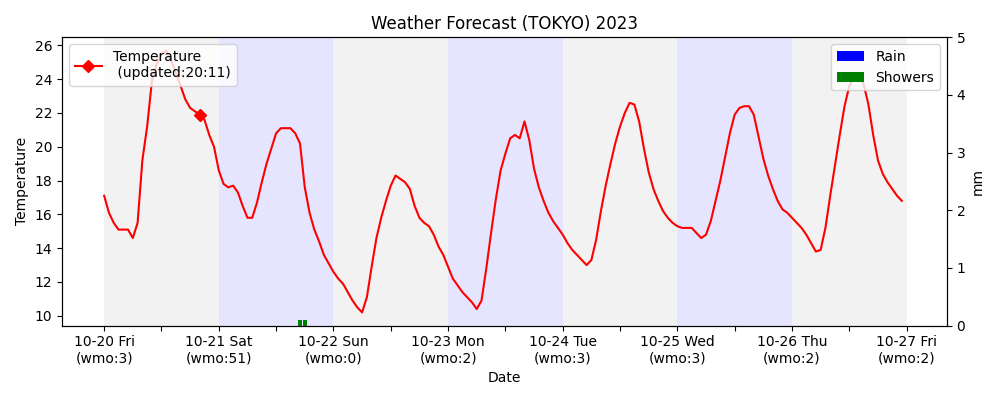 Weather Forecast (TOKYO) 2023
Temperature
(updated:20:11)
Rain
Showers
26
24
22
20
18
16
14
12
10
Temperature
5
4
3
2
1
0
mm
10-20 Fri
(wmo:3)
10-21 Sat
(wmo:51)
10-22 Sun
(wmo:0)
10-23 Mon
(wmo:2)
10-24 Tue
(wmo:3)
10-25 Wed
(wmo:3)
10-26 Thu
(wmo:2)
10-27 Fri
(wmo:2)
Date